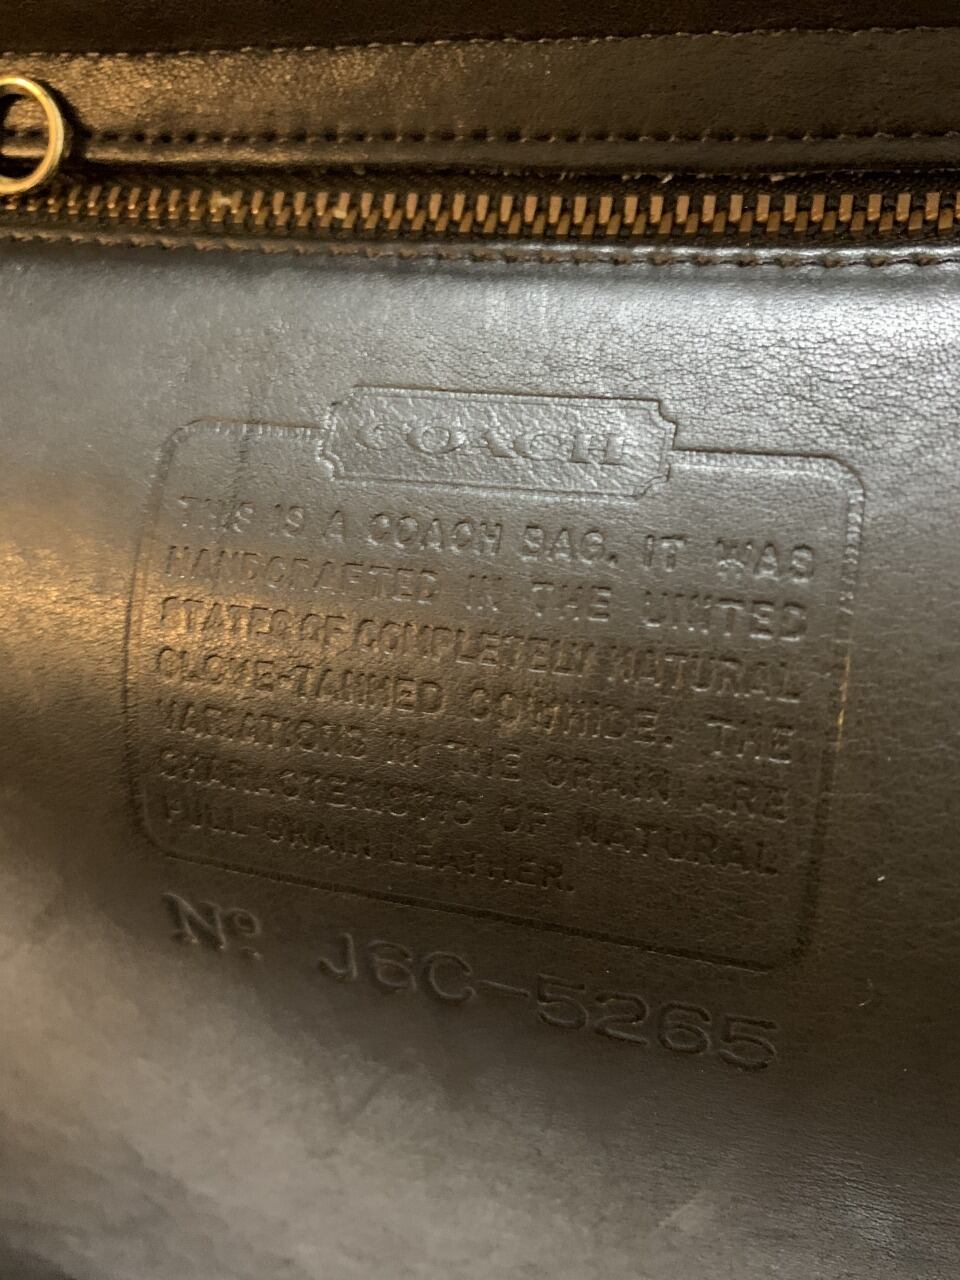 COACH
THIS IS A COACH BAG. IT WAS
HANDCRAFTED IN THE UNITED
STATES OF COMPLETELY NATURAL
GLOVE-TANNED COWHIDE. THE
VARIATIONS IN THE GRAIN ARE
CHARACTERISTIC OF NATURAL
FULL-GRAIN LEATHER.
Nº J6C-5265